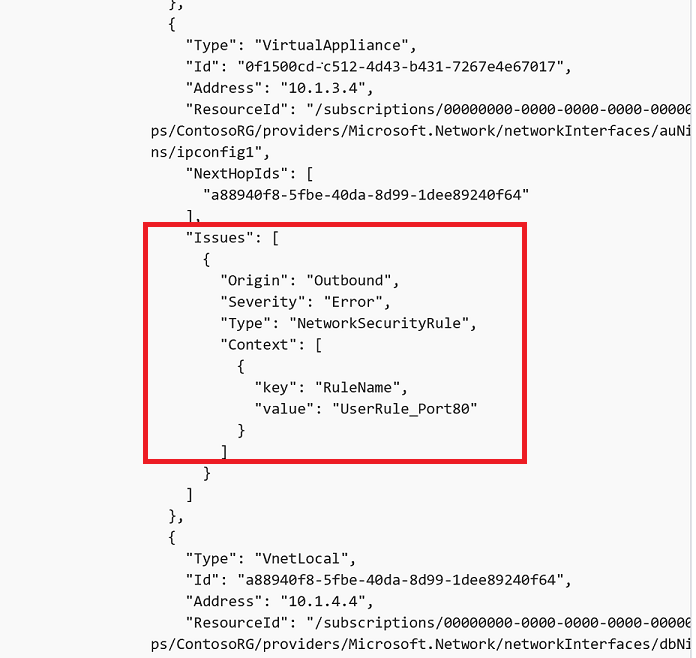 },
{
"Type": "VirtualAppliance",
"Id": "0f1500cd-c512-4d43-b431-7267e4e67017",
"Address": "10.1.3.4",
"ResourceId": "/subscriptions/00000000-0000-0000-0000-00000
ps/ContosoRG/providers/Microsoft.Network/networkInterfaces/auNi
ns/ipconfig1",
"NextHopIds": [
"a88940f8-5fbe-40da-8d99-1dee89240f64"
],
"Issues": [
{
"Origin": "Outbound",
"Severity": "Error",
"Type": "NetworkSecurityRule",
"Context": [
{
"key": "RuleName",
"value": "UserRule_Port80"
}
]
}
]
},
{
"Type": "VnetLocal",
"Id": "a88940f8-5fbe-40da-8d99-1dee89240f64",
"Address": "10.1.4.4",
"ResourceId": "/subscriptions/00000000-0000-0000-0000-00000
ps/ContosoRG/providers/Microsoft.Network/networkInterfaces/dbNi